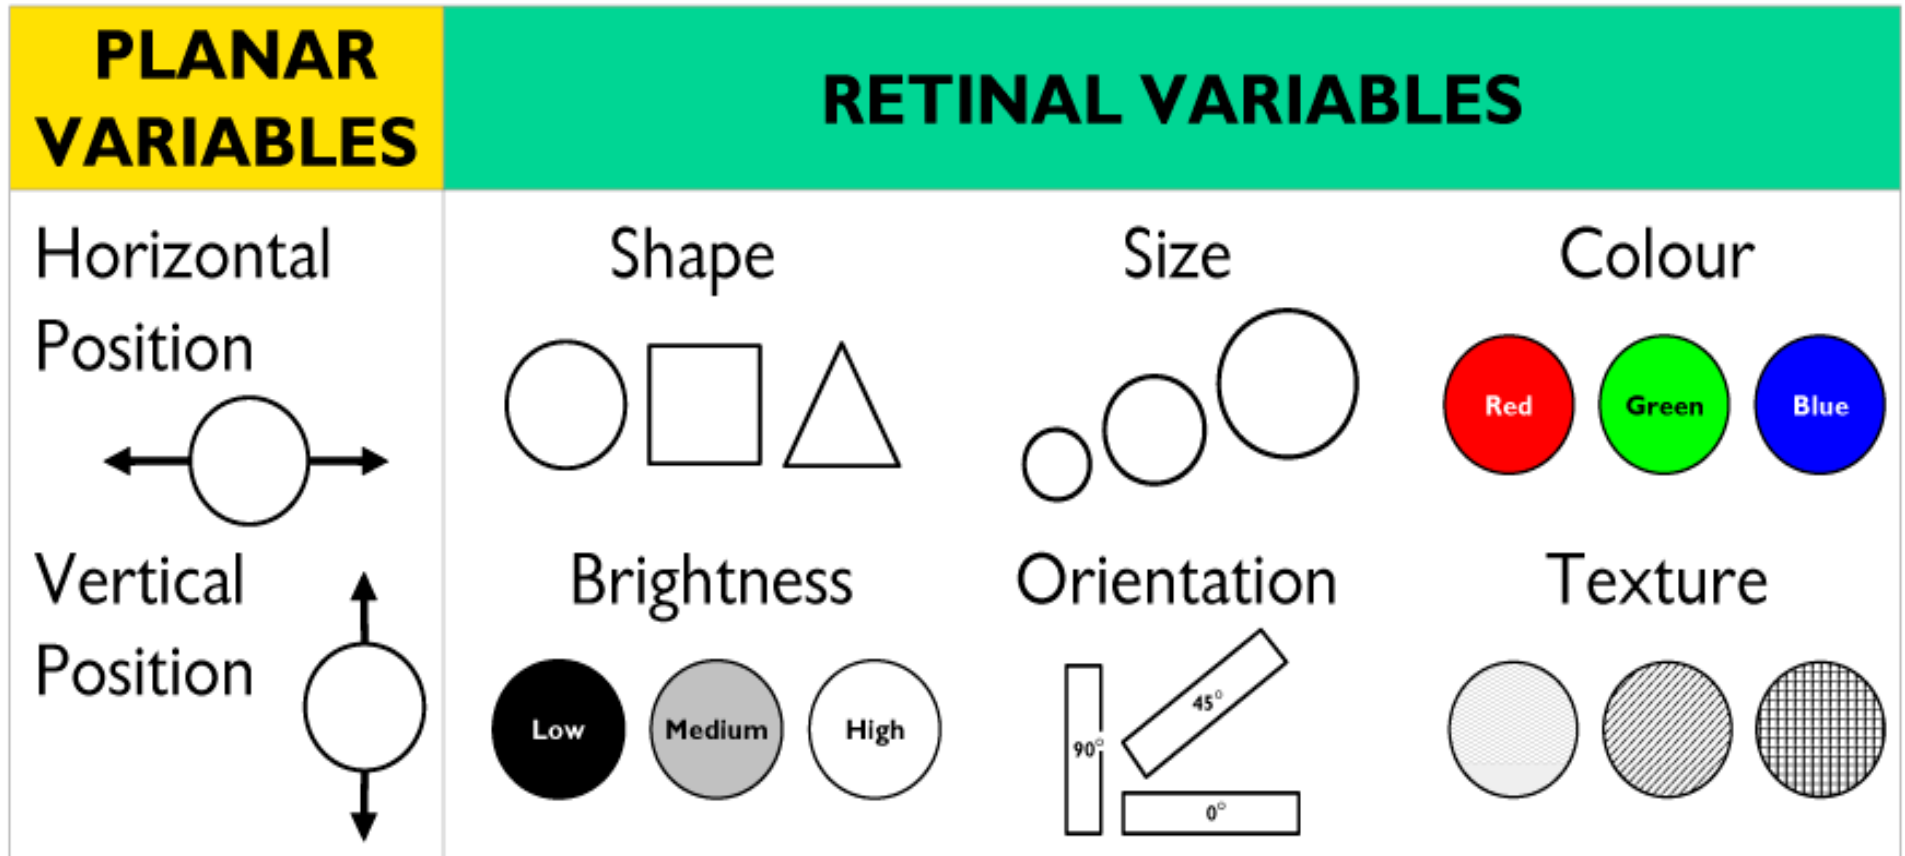 PLANAR
VARIABLES
RETINAL VARIABLES
Horizontal
Position
Vertical
Position
Shape
Size
Colour
Red
Green
Blue
Brightness
Orientation
Texture
Low
Medium
High
90°
45°
0°